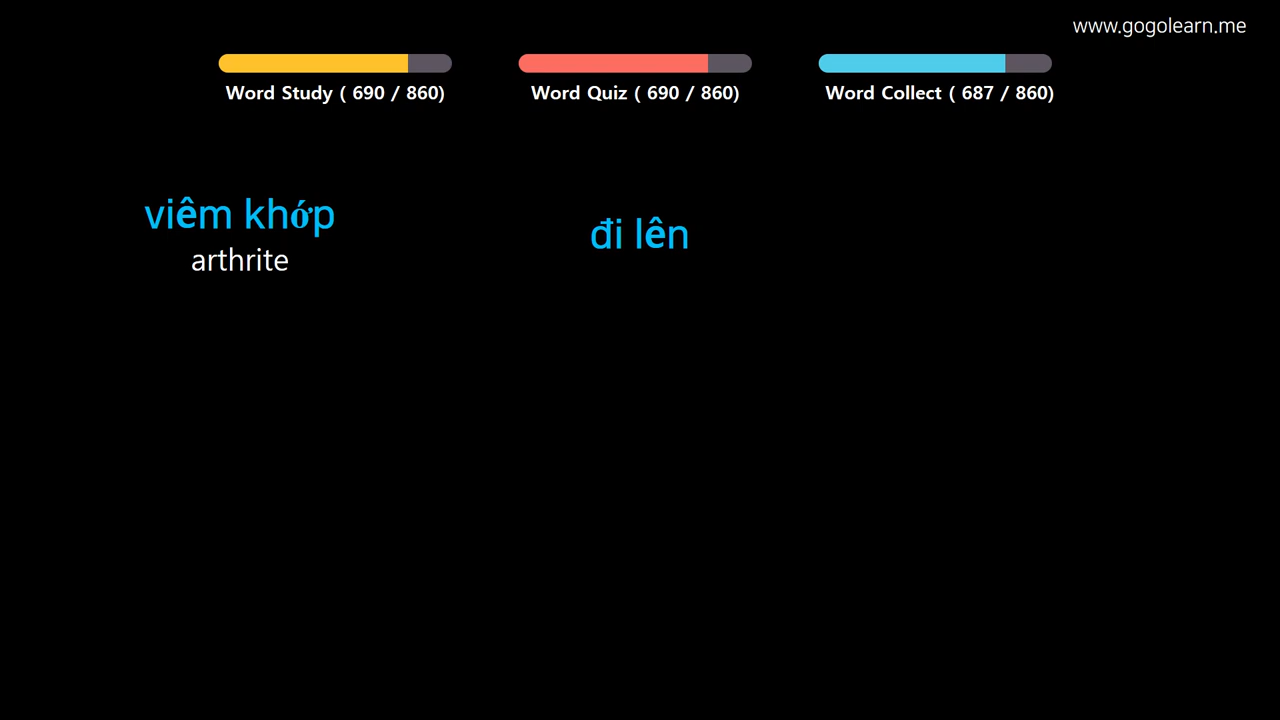 www.gogolearn.me
Word Study ( 690 / 860)
Word Quiz ( 690 / 860)
Word Collect ( 687 / 860)
viêm khớp
arthrite
đi lên